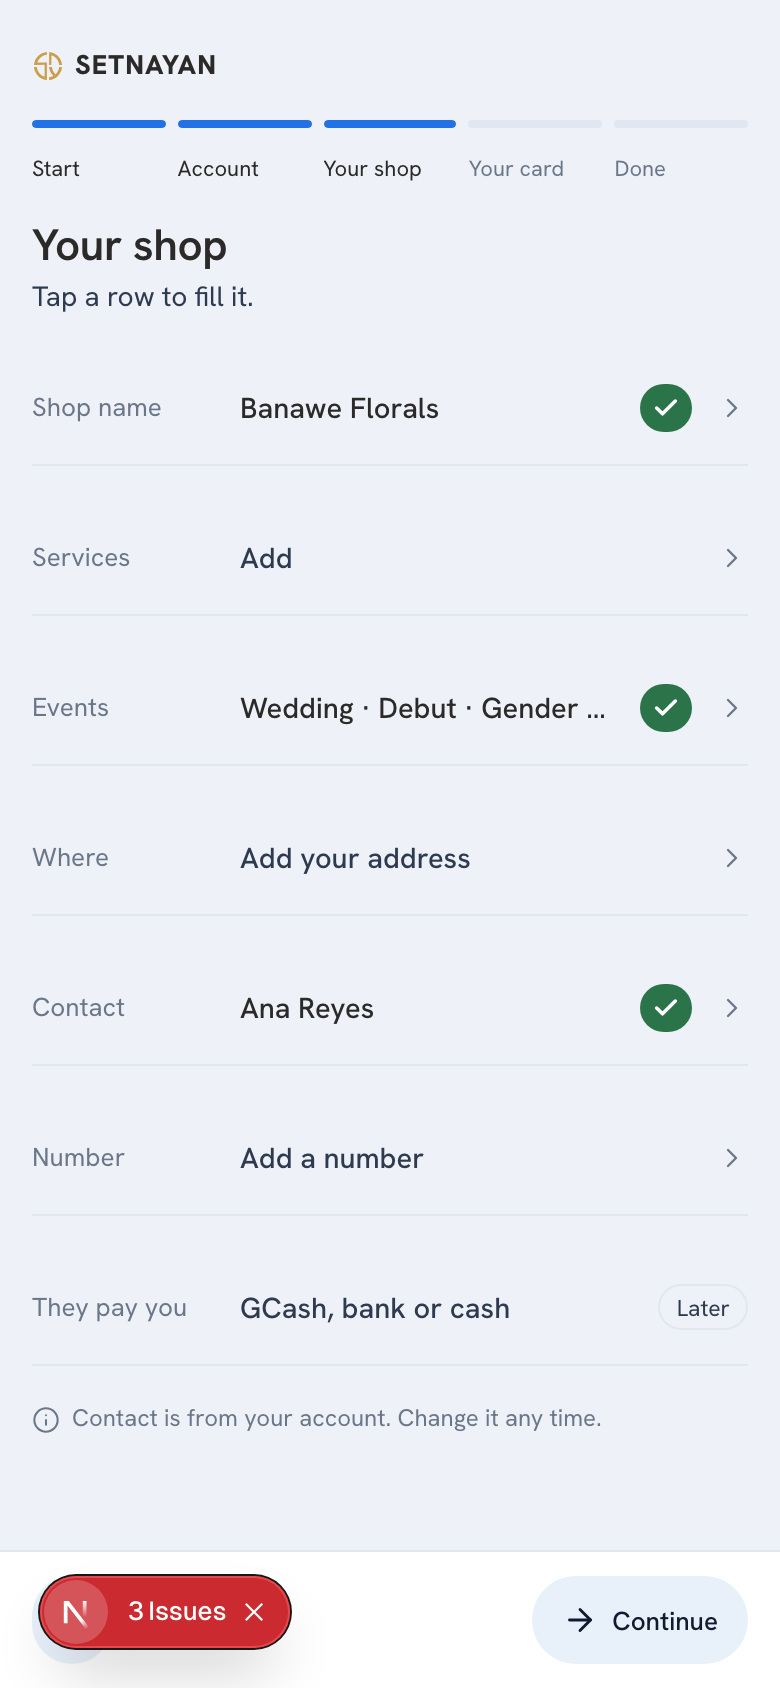 SETNAYAN
Start Account Your shop Your card Done
Your shop
Tap a row to fill it.
Shop name Banawe Florals
Services Add
Events Wedding · Debut · Gender ...
Where Add your address
Contact Ana Reyes
Number Add a number
They pay you GCash, bank or cash Later
Contact is from your account. Change it any time.
N 3 Issues Continue